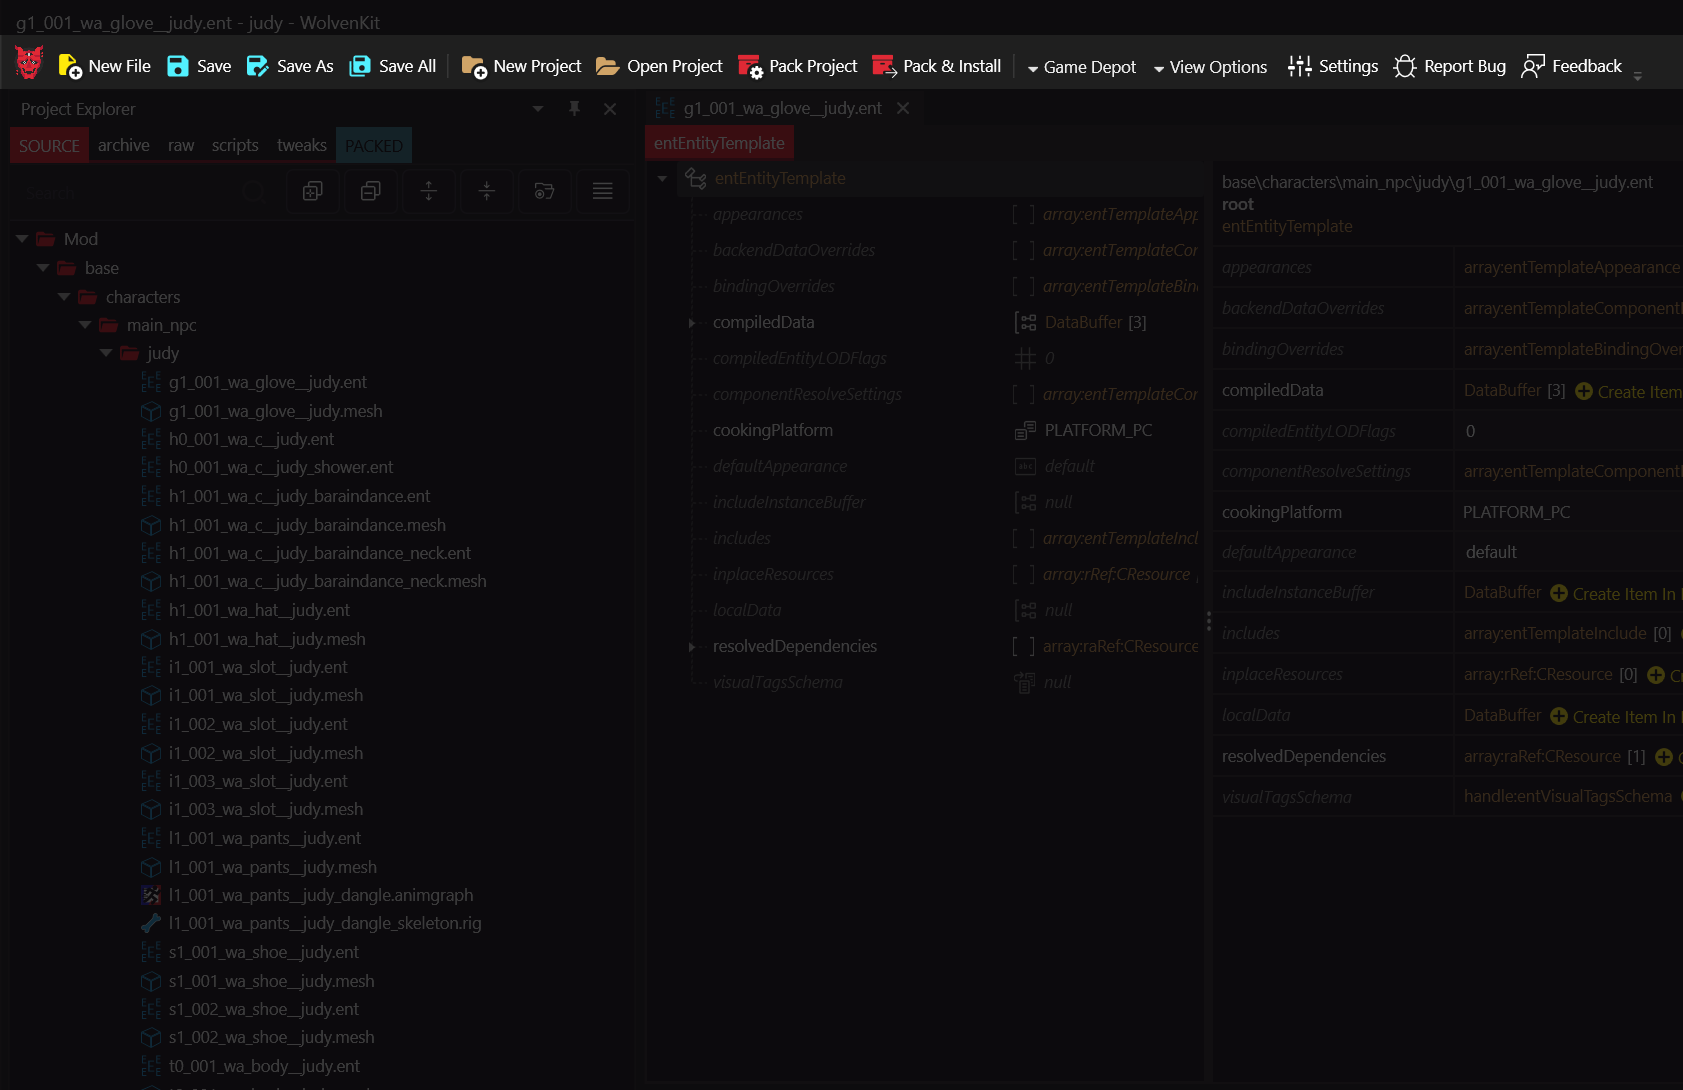 g1_001_wa_glove__judy.ent - judy - WolvenKit
New File Save Save As Save All New Project Open Project Pack Project Pack & Install Game Depot View Options Settings Report Bug Feedback
Project Explorer
SOURCE archive raw scripts tweaks PACKED
Search
Mod
base
characters
main_npc
judy
g1_001_wa_glove__judy.ent
g1_001_wa_glove__judy.mesh
h0_001_wa_c__judy.ent
h0_001_wa_c__judy_shower.ent
h1_001_wa_c__judy_baraindance.ent
h1_001_wa_c__judy_baraindance.mesh
h1_001_wa_c__judy_baraindance_neck.ent
h1_001_wa_c__judy_baraindance_neck.mesh
h1_001_wa_hat__judy.ent
h1_001_wa_hat__judy.mesh
i1_001_wa_slot__judy.ent
i1_001_wa_slot__judy.mesh
i1_002_wa_slot__judy.ent
i1_002_wa_slot__judy.mesh
i1_003_wa_slot__judy.ent
i1_003_wa_slot__judy.mesh
l1_001_wa_pants__judy.ent
l1_001_wa_pants__judy.mesh
l1_001_wa_pants__judy_dangle.animgraph
l1_001_wa_pants__judy_dangle_skeleton.rig
s1_001_wa_shoe__judy.ent
s1_001_wa_shoe__judy.mesh
s1_002_wa_shoe__judy.ent
s1_002_wa_shoe__judy.mesh
t0_001_wa_body__judy.ent
g1_001_wa_glove__judy.ent
entEntityTemplate
entEntityTemplate
appearances [ ] array:entTemplateApp
backendDataOverrides [ ] array:entTemplateCor
bindingOverrides [ ] array:entTemplateBin
compiledData DataBuffer [3]
compiledEntityLODFlags 0
componentResolveSettings [ ] array:entTemplateCor
cookingPlatform PLATFORM_PC
defaultAppearance abc default
includeInstanceBuffer null
includes [ ] array:entTemplateIncl
inplaceResources [ ] array:rRef:CResource
localData null
resolvedDependencies [ ] array:raRef:CResource
visualTagsSchema null
base\characters\main_npc\judy\g1_001_wa_glove__judy.ent
root
entEntityTemplate
appearances array:entTemplateAppearance
backendDataOverrides array:entTemplateComponent
bindingOverrides array:entTemplateBindingOver
compiledData DataBuffer [3] Create Item
compiledEntityLODFlags 0
componentResolveSettings array:entTemplateComponent
cookingPlatform PLATFORM_PC
defaultAppearance default
includeInstanceBuffer DataBuffer Create Item In
includes array:entTemplateInclude [0]
inplaceResources array:rRef:CResource [0] C
localData DataBuffer Create Item In
resolvedDependencies array:raRef:CResource [1]
visualTagsSchema handle:entVisualTagsSchema